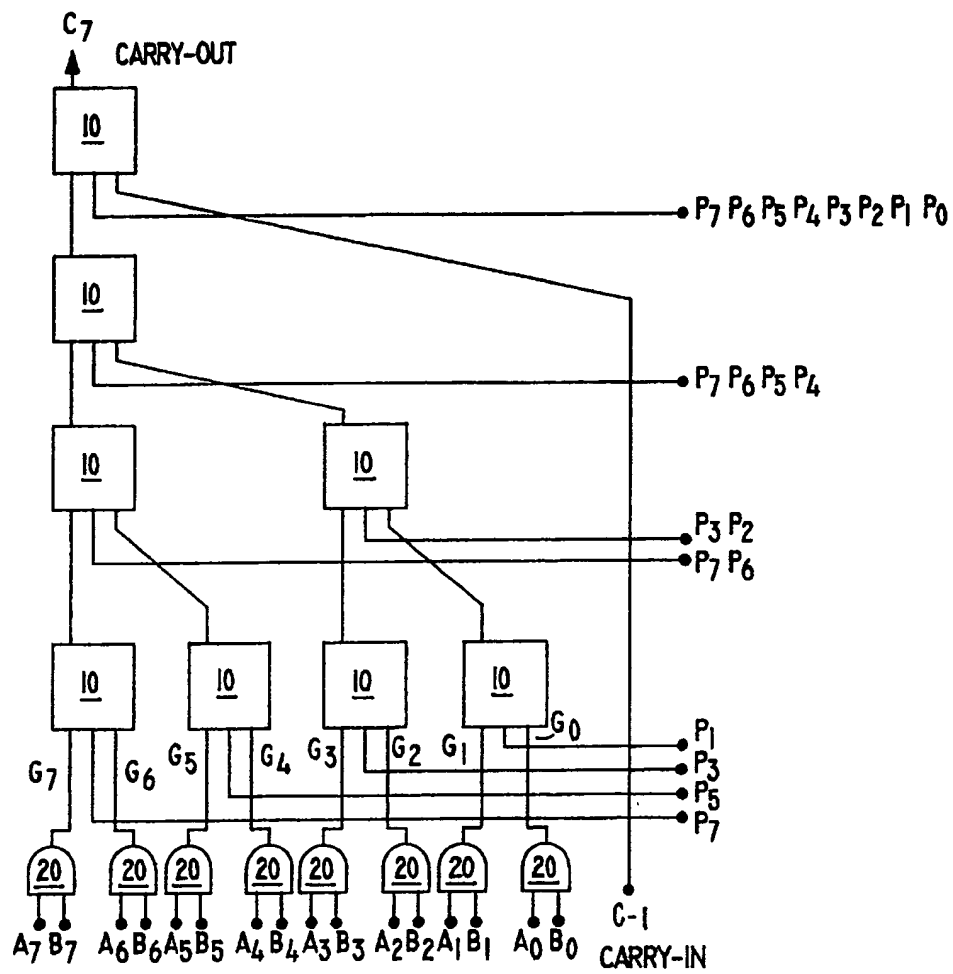 C7
CARRY-OUT
10
P7 P6 P5 P4 P3 P2 P1 P0
10
P7 P6 P5 P4
10 10
P3 P2
P7 P6
10 10 10 10
G7 G6 G5 G4 G3 G2 G1 G0
P1
P3
P5
P7
20 20 20 20 20 20 20 20
A7 B7 A6 B6 A5 B5 A4 B4 A3 B3 A2 B2 A1 B1 A0 B0
C-1
CARRY-IN